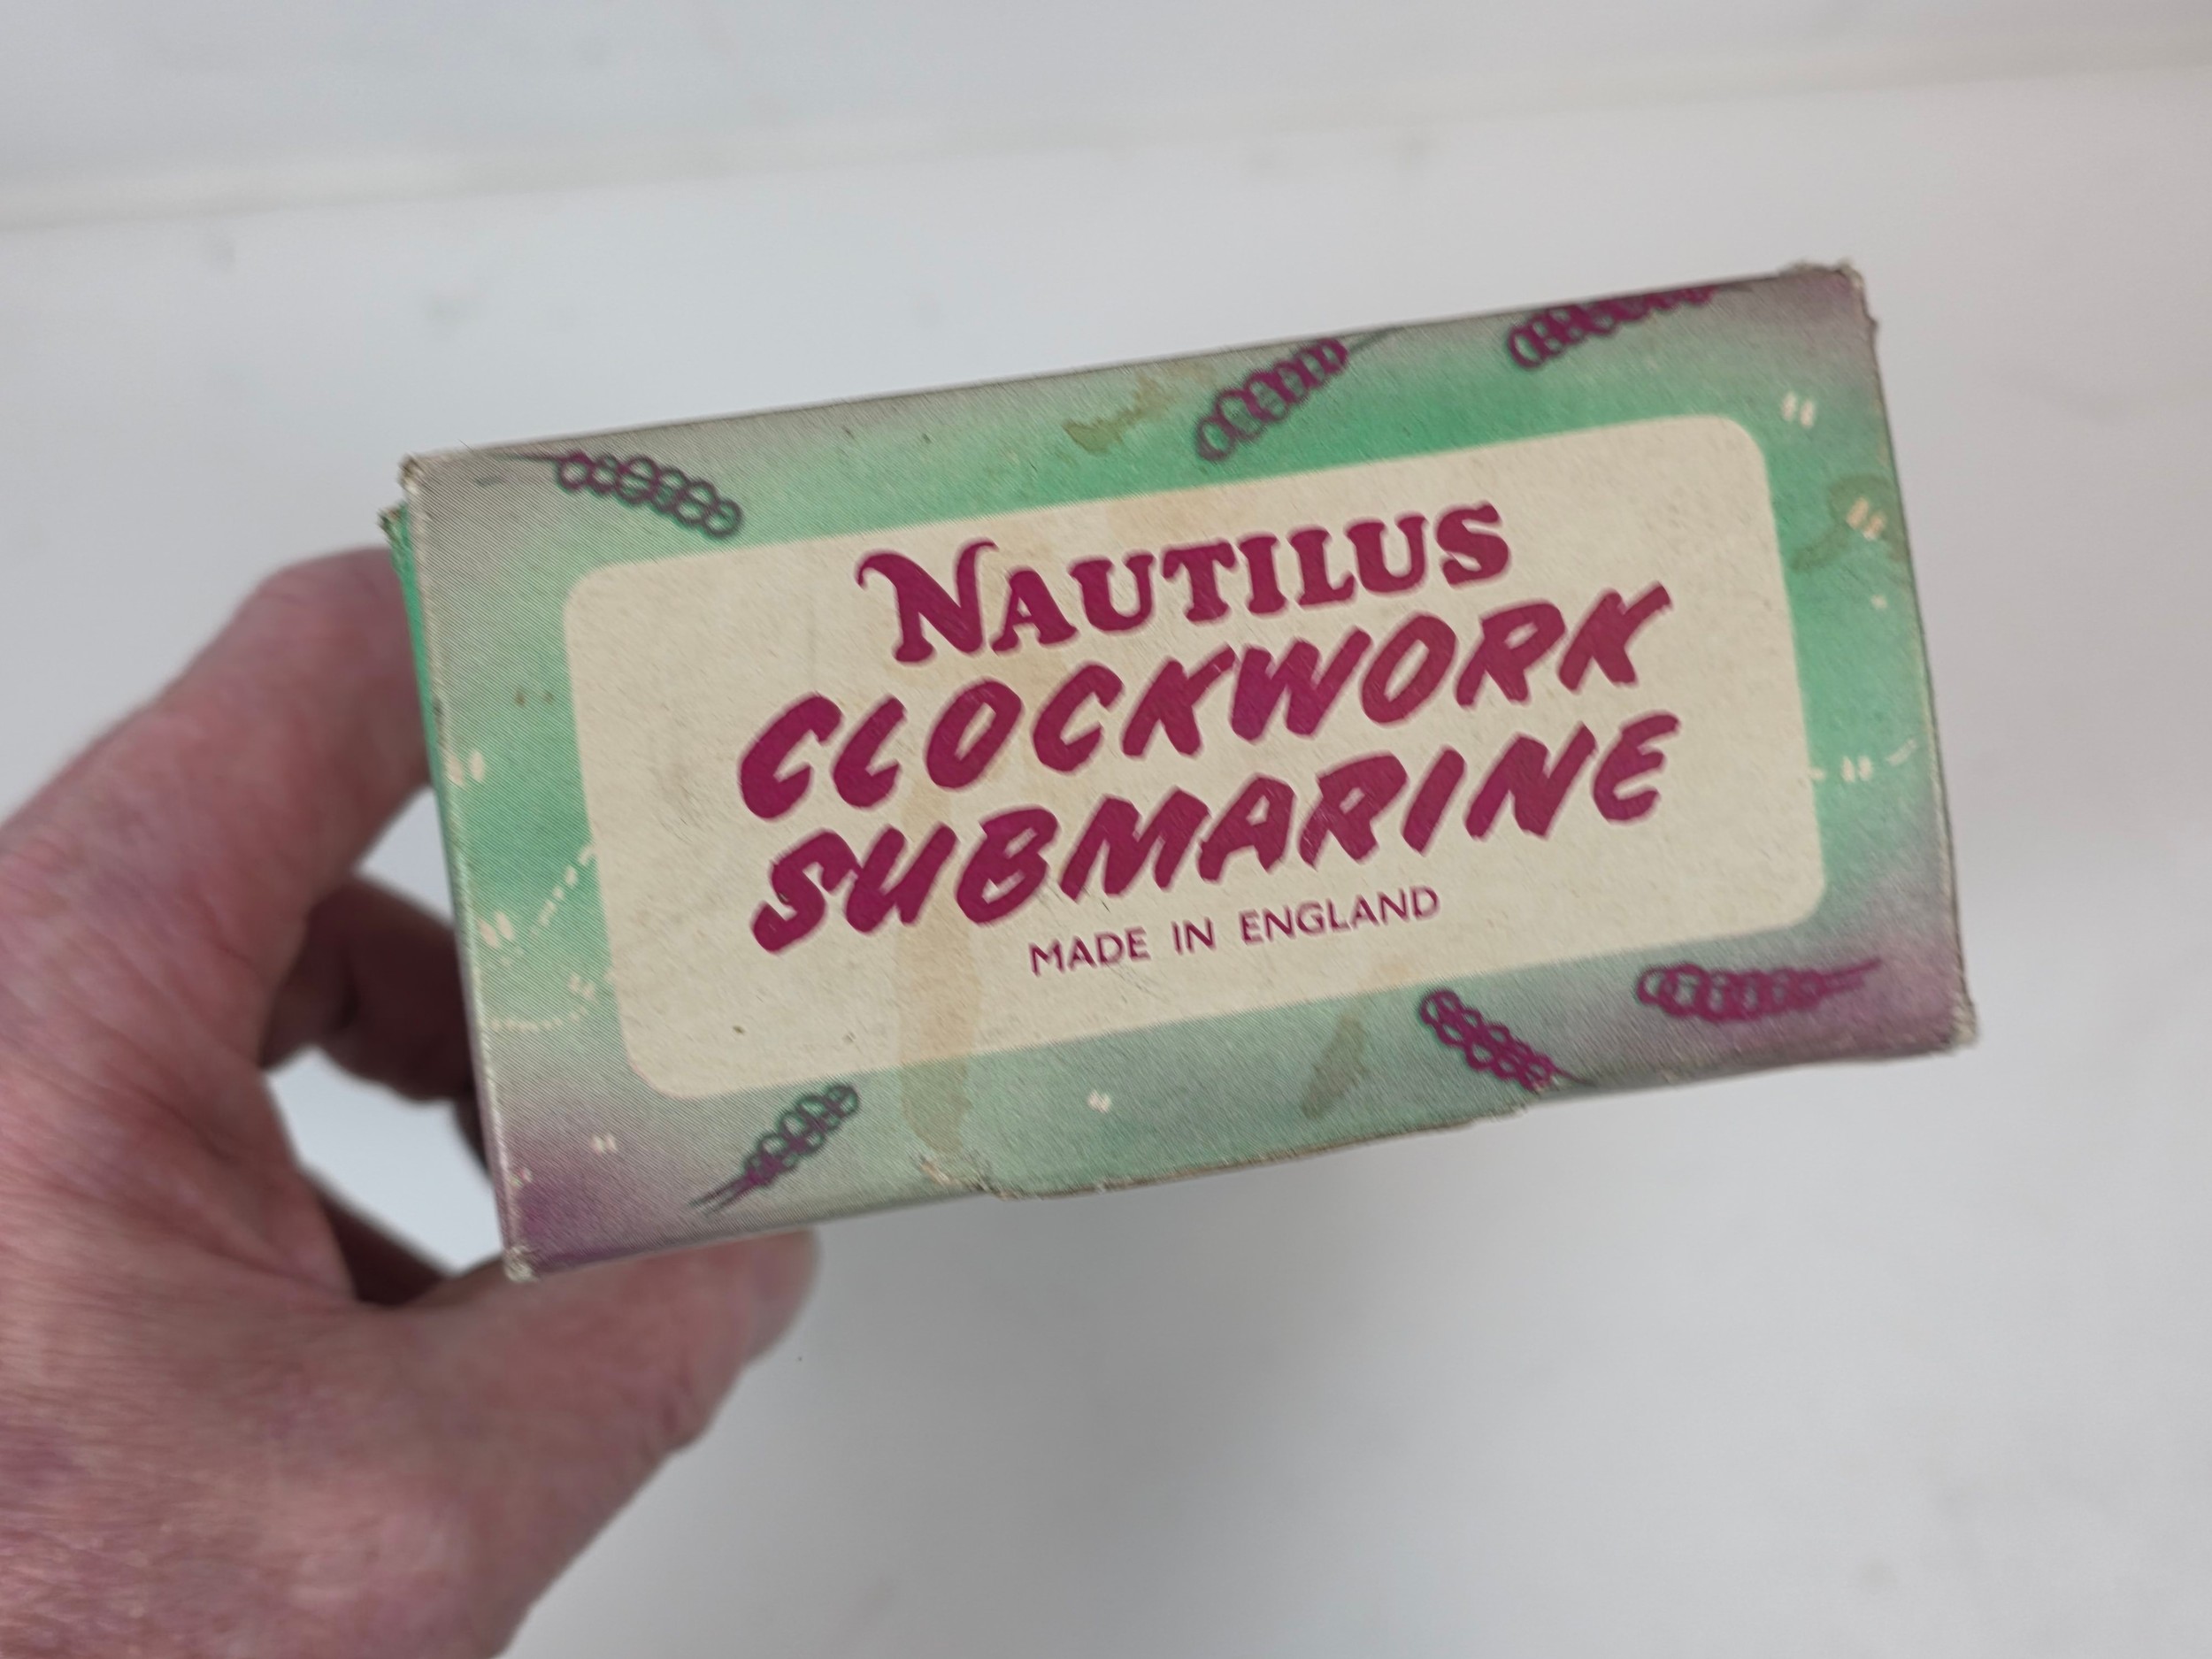 NAUTILUS
CLOCKWORK
SUBMARINE
MADE IN ENGLAND